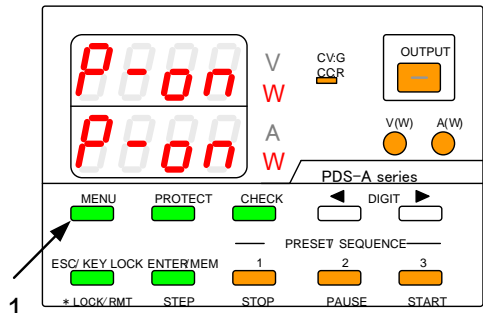 P-on V CV:G OUTPUT
W CC:R
V(W) A(W)
P-on A
W
PDS-A series
MENU PROTECT CHECK ◀ DIGIT ▶
PRESET/ SEQUENCE
ESC/ KEY LOCK ENTER/MEM 1 2 3
1 * LOCK/RMT STEP STOP PAUSE START